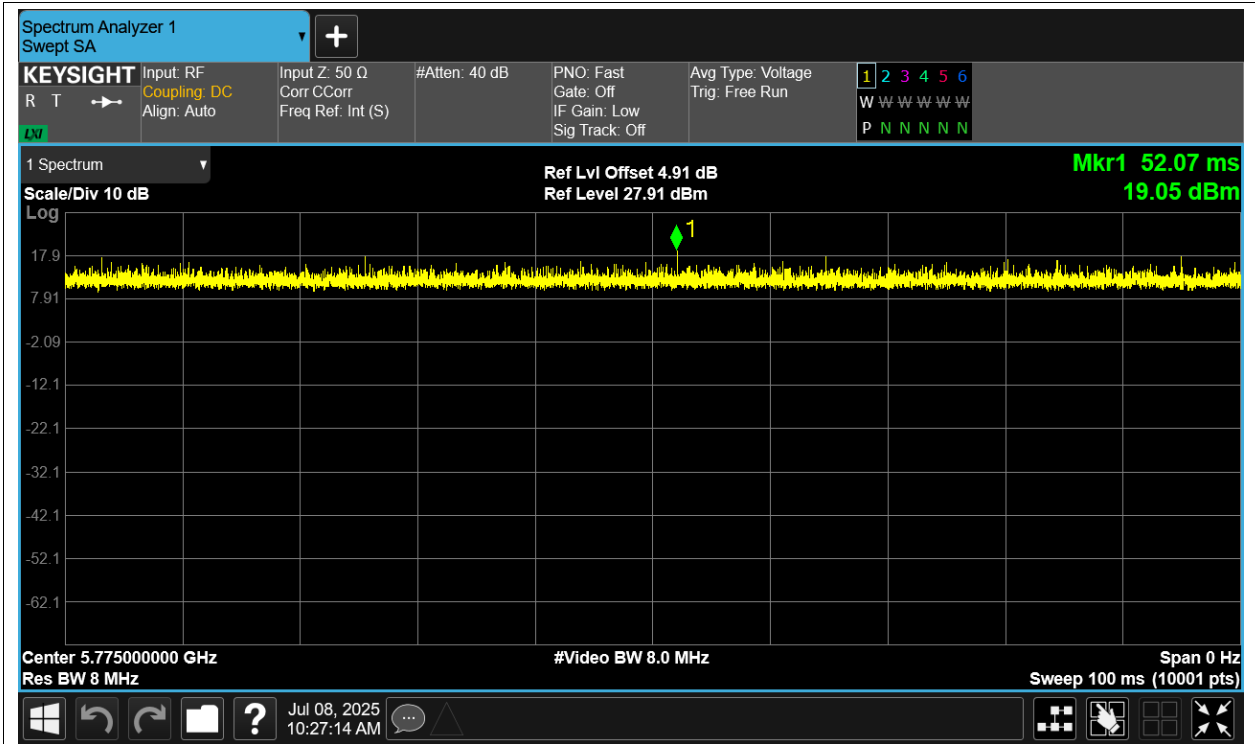 Spectrum Analyzer 1
Swept SA
KEYSIGHT
R T
LXI
Input: RF
Coupling: DC
Align: Auto
Input Z: 50 Ω
Corr CCorr
Freq Ref: Int (S)
#Atten: 40 dB
PNO: Fast
Gate: Off
IF Gain: Low
Sig Track: Off
Avg Type: Voltage
Trig: Free Run
1 2 3 4 5 6
W W W W W W
P N N N N N
1 Spectrum
Scale/Div 10 dB
Log
Ref Lvl Offset 4.91 dB
Ref Level 27.91 dBm
Mkr1 52.07 ms
19.05 dBm
1
17.9
7.91
-2.09
-12.1
-22.1
-32.1
-42.1
-52.1
-62.1
Center 5.775000000 GHz
Res BW 8 MHz
#Video BW 8.0 MHz
Span 0 Hz
Sweep 100 ms (10001 pts)
?
Jul 08, 2025
10:27:14 AM